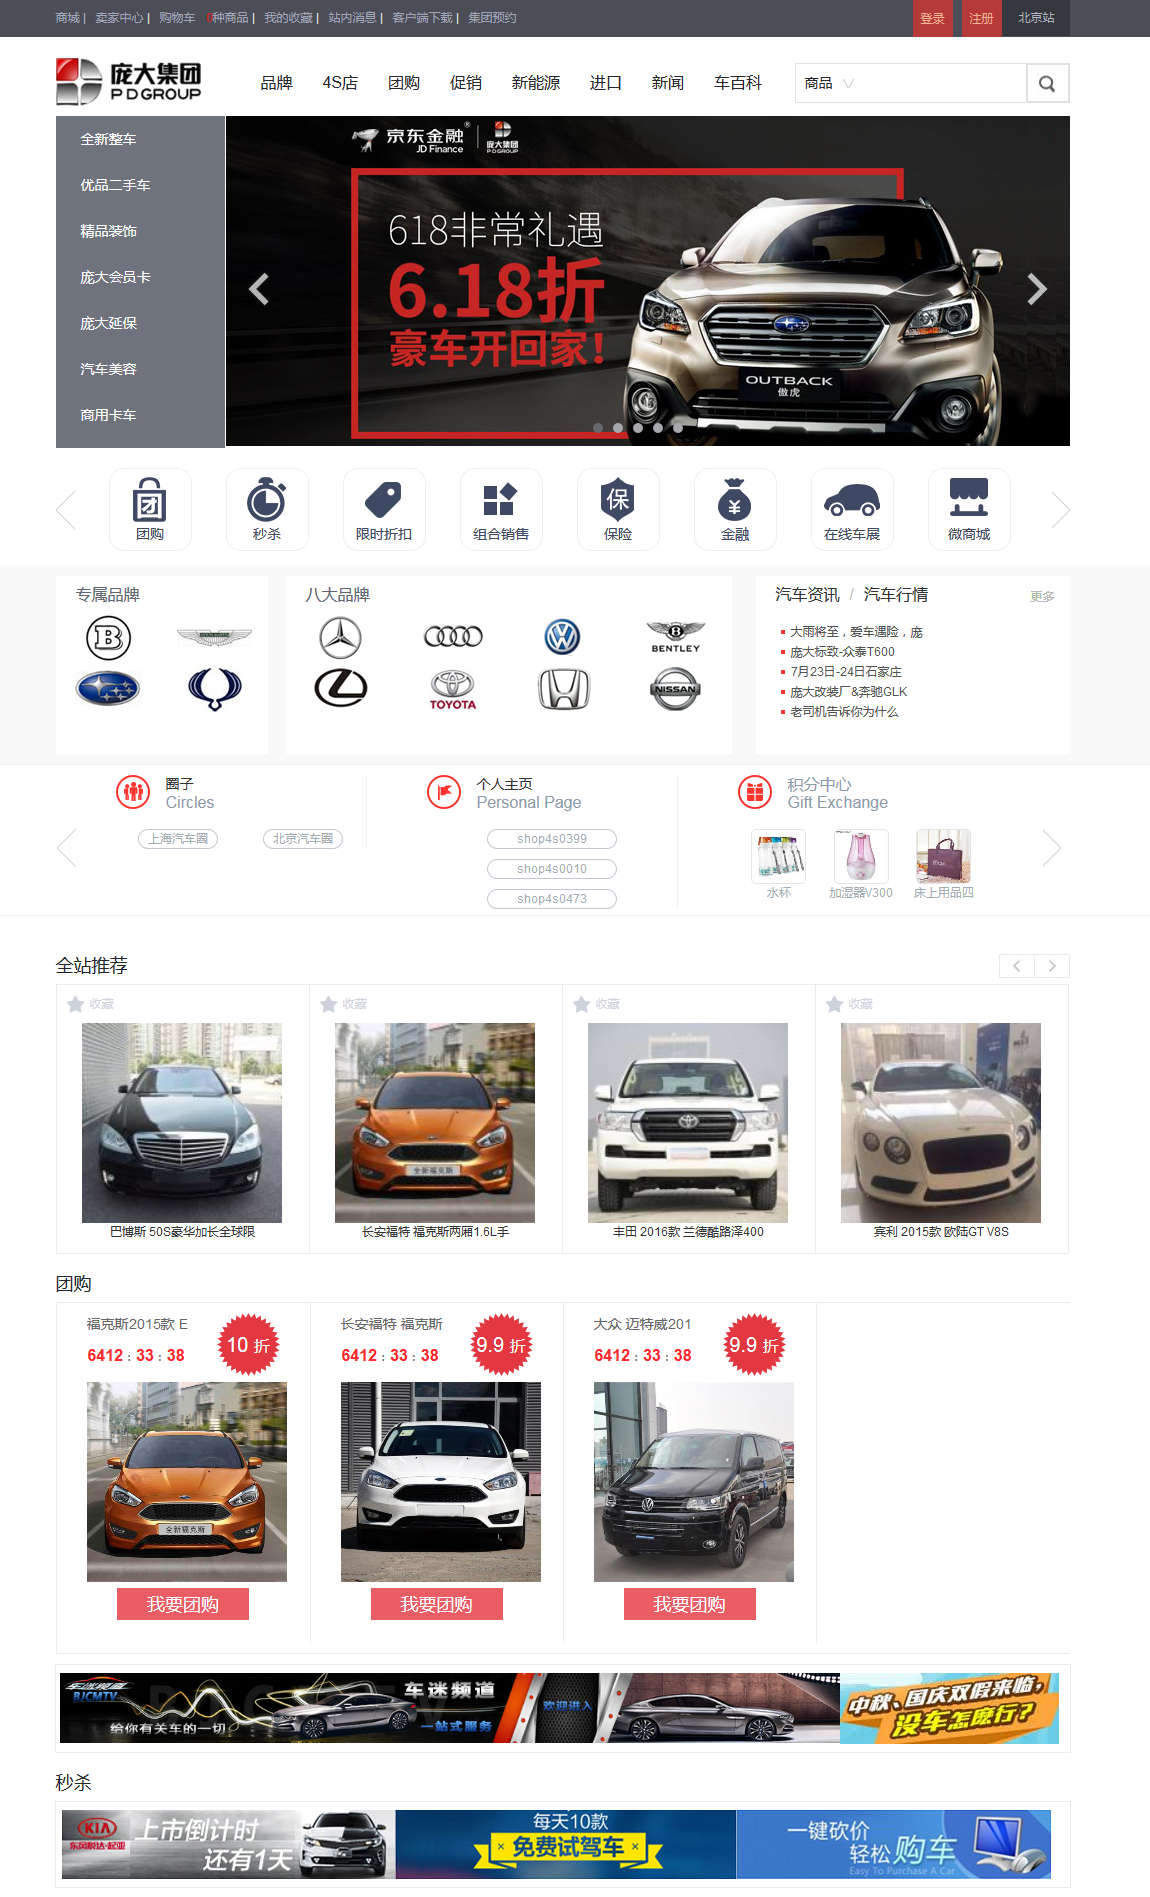 商城 | 卖家中心 | 购物车 0种商品 | 我的收藏 | 站内消息 | 客户端下载 | 集团预约
登录 注册 北京站
庞大集团
PDGROUP
品牌 4S店 团购 促销 新能源 进口 新闻 车百科
商品
全新整车
优品二手车
精品装饰
庞大会员卡
庞大延保
汽车美容
商用卡车
京东金融® 庞大集团
JD Finance PDGROUP
618非常礼遇
6.18折
豪车开回家!
OUTBACK
傲虎
团购 秒杀 限时折扣 组合销售 保险 金融 在线车展 微商城
专属品牌
八大品牌
BENTLEY
TOYOTA
NISSAN
汽车资讯 / 汽车行情 更多
大雨将至，爱车遇险，庞
庞大标致-众泰T600
7月23日-24日石家庄
庞大改装厂&奔驰GLK
老司机告诉你为什么
圈子
Circles
上海汽车圈 北京汽车圈
个人主页
Personal Page
shop4s0399
shop4s0010
shop4s0473
积分中心
Gift Exchange
水杯 加湿器V300 床上用品四
全站推荐
收藏 收藏 收藏 收藏
全新福克斯
巴博斯 50S豪华加长全球限 长安福特 福克斯两厢1.6L手 丰田 2016款 兰德酷路泽400 宾利 2015款 欧陆GT V8S
团购
福克斯2015款 E 长安福特 福克斯 大众 迈特威201
10 折 9.9 折 9.9 折
6412 : 33 : 38 6412 : 33 : 38 6412 : 33 : 38
全新福克斯
我要团购 我要团购 我要团购
车迷频道
BJCMTV
给你有关车的一切
车迷频道
一站式服务
欢迎进入
中秋、国庆双假来临,
没车怎麽行?
秒杀
KIA
东风悦达·起亚
上市倒计时
还有1天
每天10款
免费试驾车
一键砍价
轻松购车
Easy To Purchase A Car